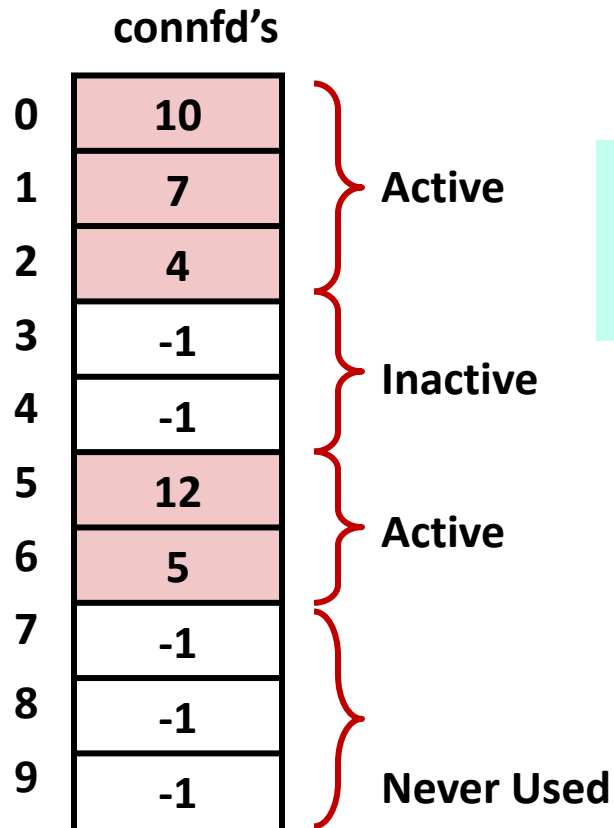 connfd’s
0 10
1 7 Active
2 4
3 -1
4 -1 Inactive
5 12
6 5 Active
7 -1
8 -1
9 -1 Never Used